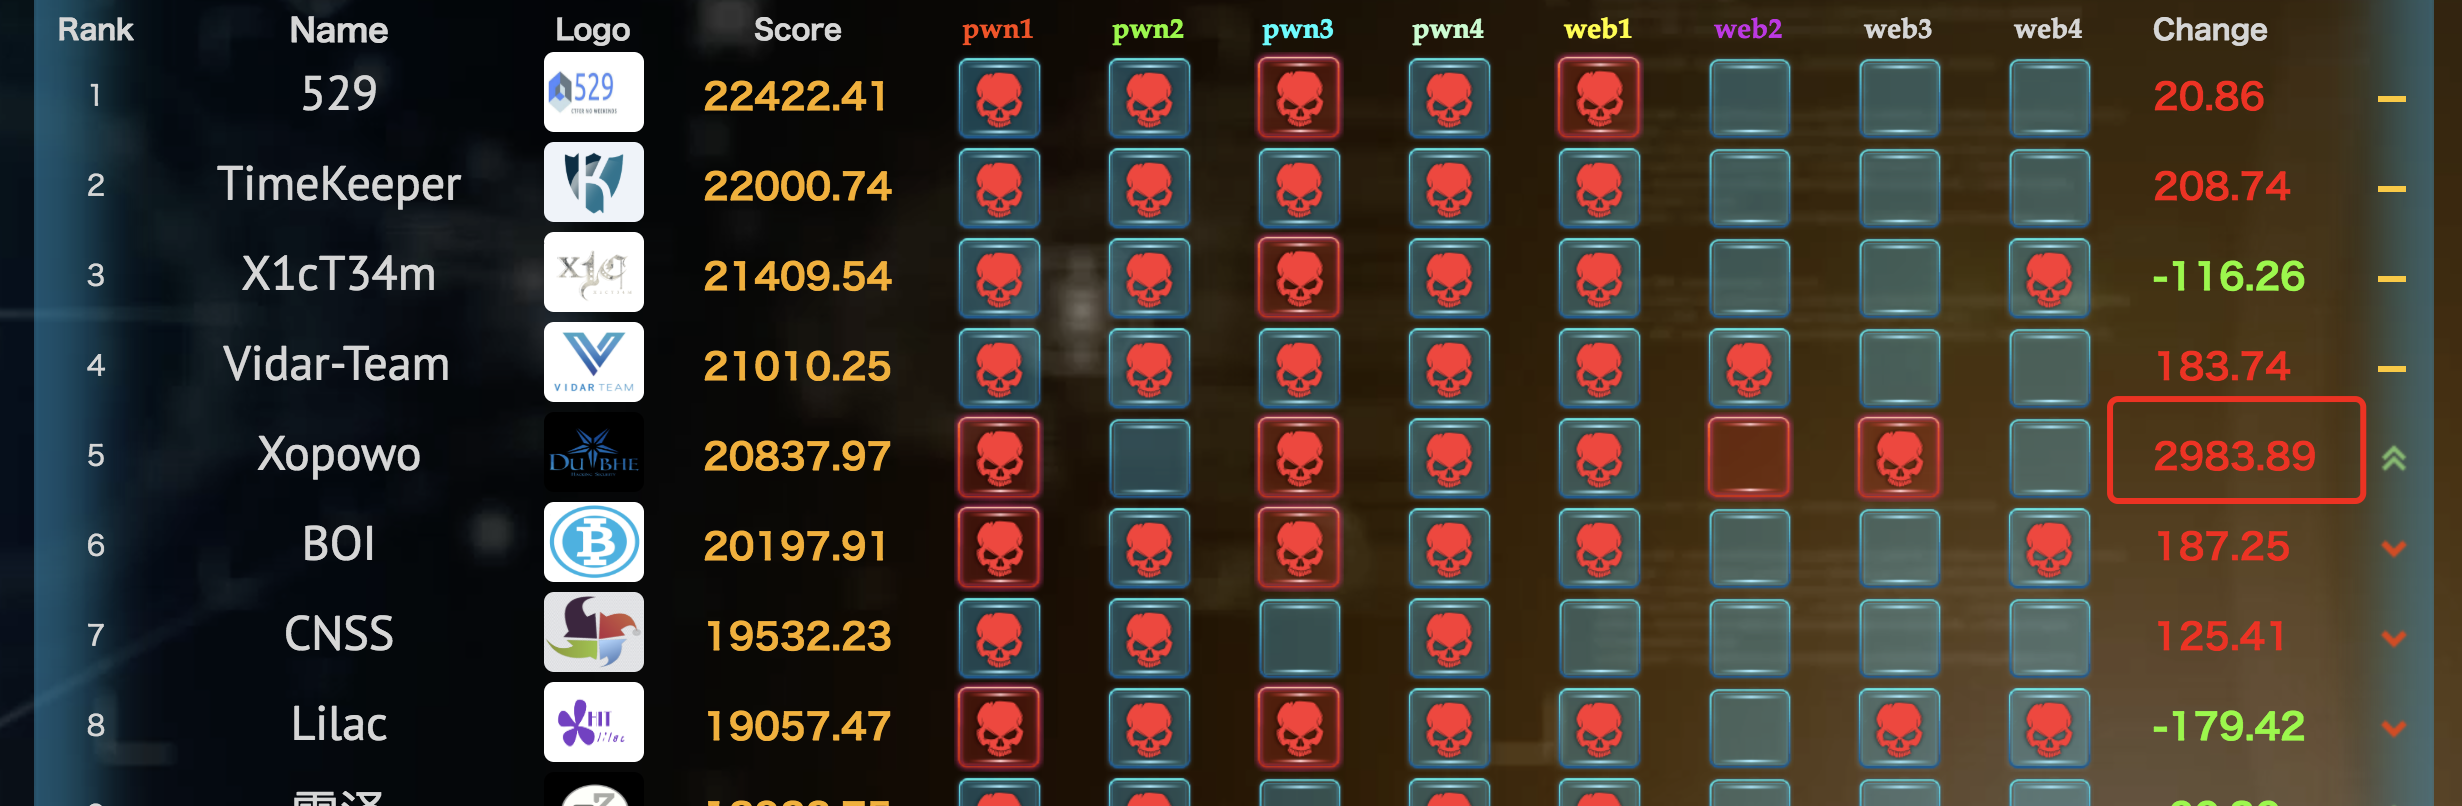 Rank Name Logo Score pwn1 pwn2 pwn3 pwn4 web1 web2 web3 web4 Change
1 529 529 22422.41 20.86
2 TimeKeeper 22000.74 208.74
3 X1cT34m 21409.54 -116.26
4 Vidar-Team VIDAR TEAM 21010.25 183.74
5 Xopowo DUBHE 20837.97 2983.89
6 BOI 20197.91 187.25
7 CNSS 19532.23 125.41
8 Lilac HIT lilac 19057.47 -179.42